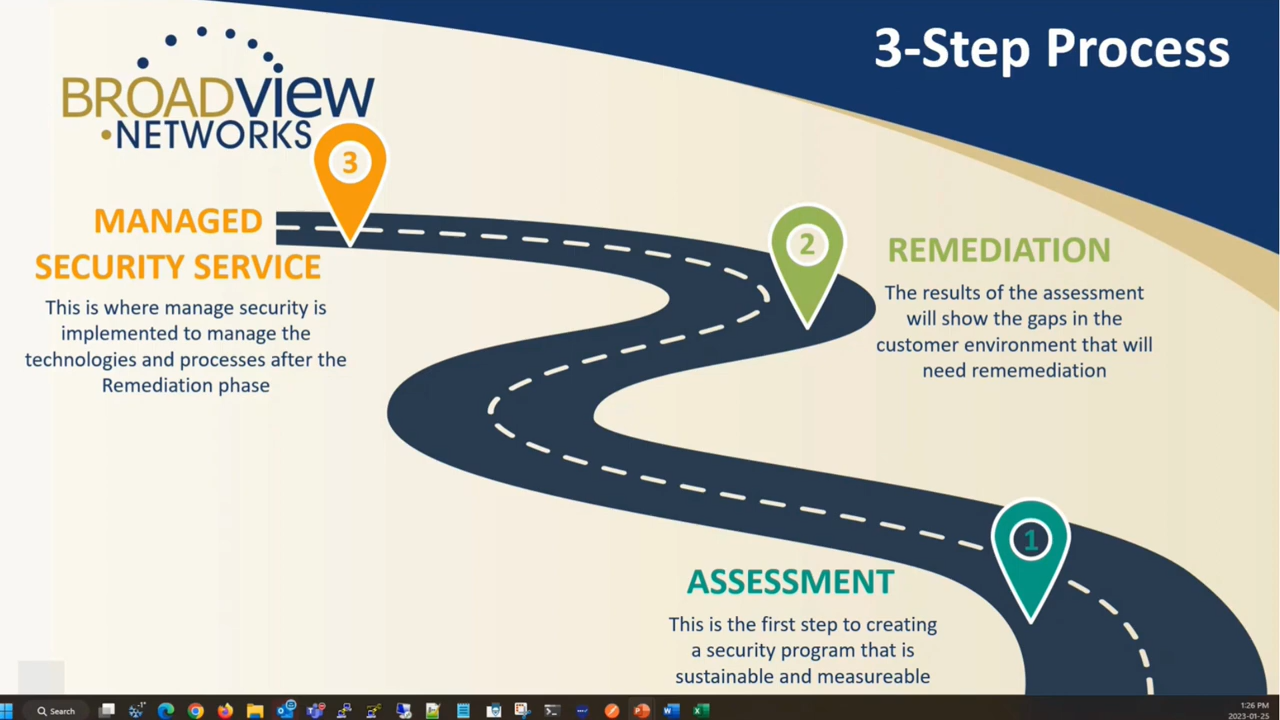 3-Step Process
BROADview
NETWORKS
3
MANAGED
SECURITY SERVICE
This is where manage security is
implemented to manage the
technologies and processes after the
Remediation phase
2
REMEDIATION
The results of the assessment
will show the gaps in the
customer environment that will
need rememediation
1
ASSESSMENT
This is the first step to creating
a security program that is
sustainable and measureable
Search
1:26 PM
2023-01-25